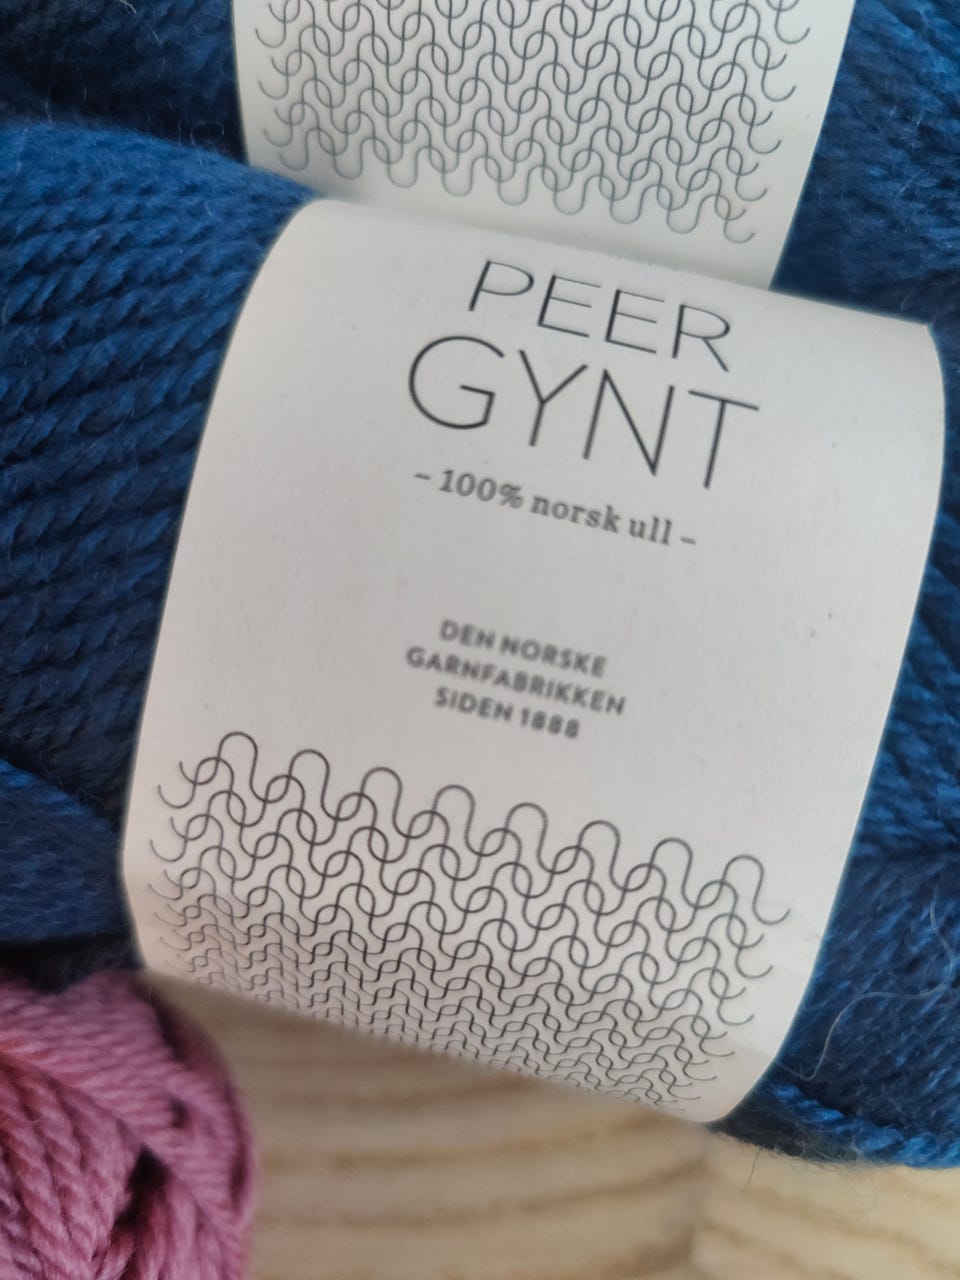 PEER
GYNT
– 100% norsk ull –
DEN NORSKE
GARNFABRIKKEN
SIDEN 1888